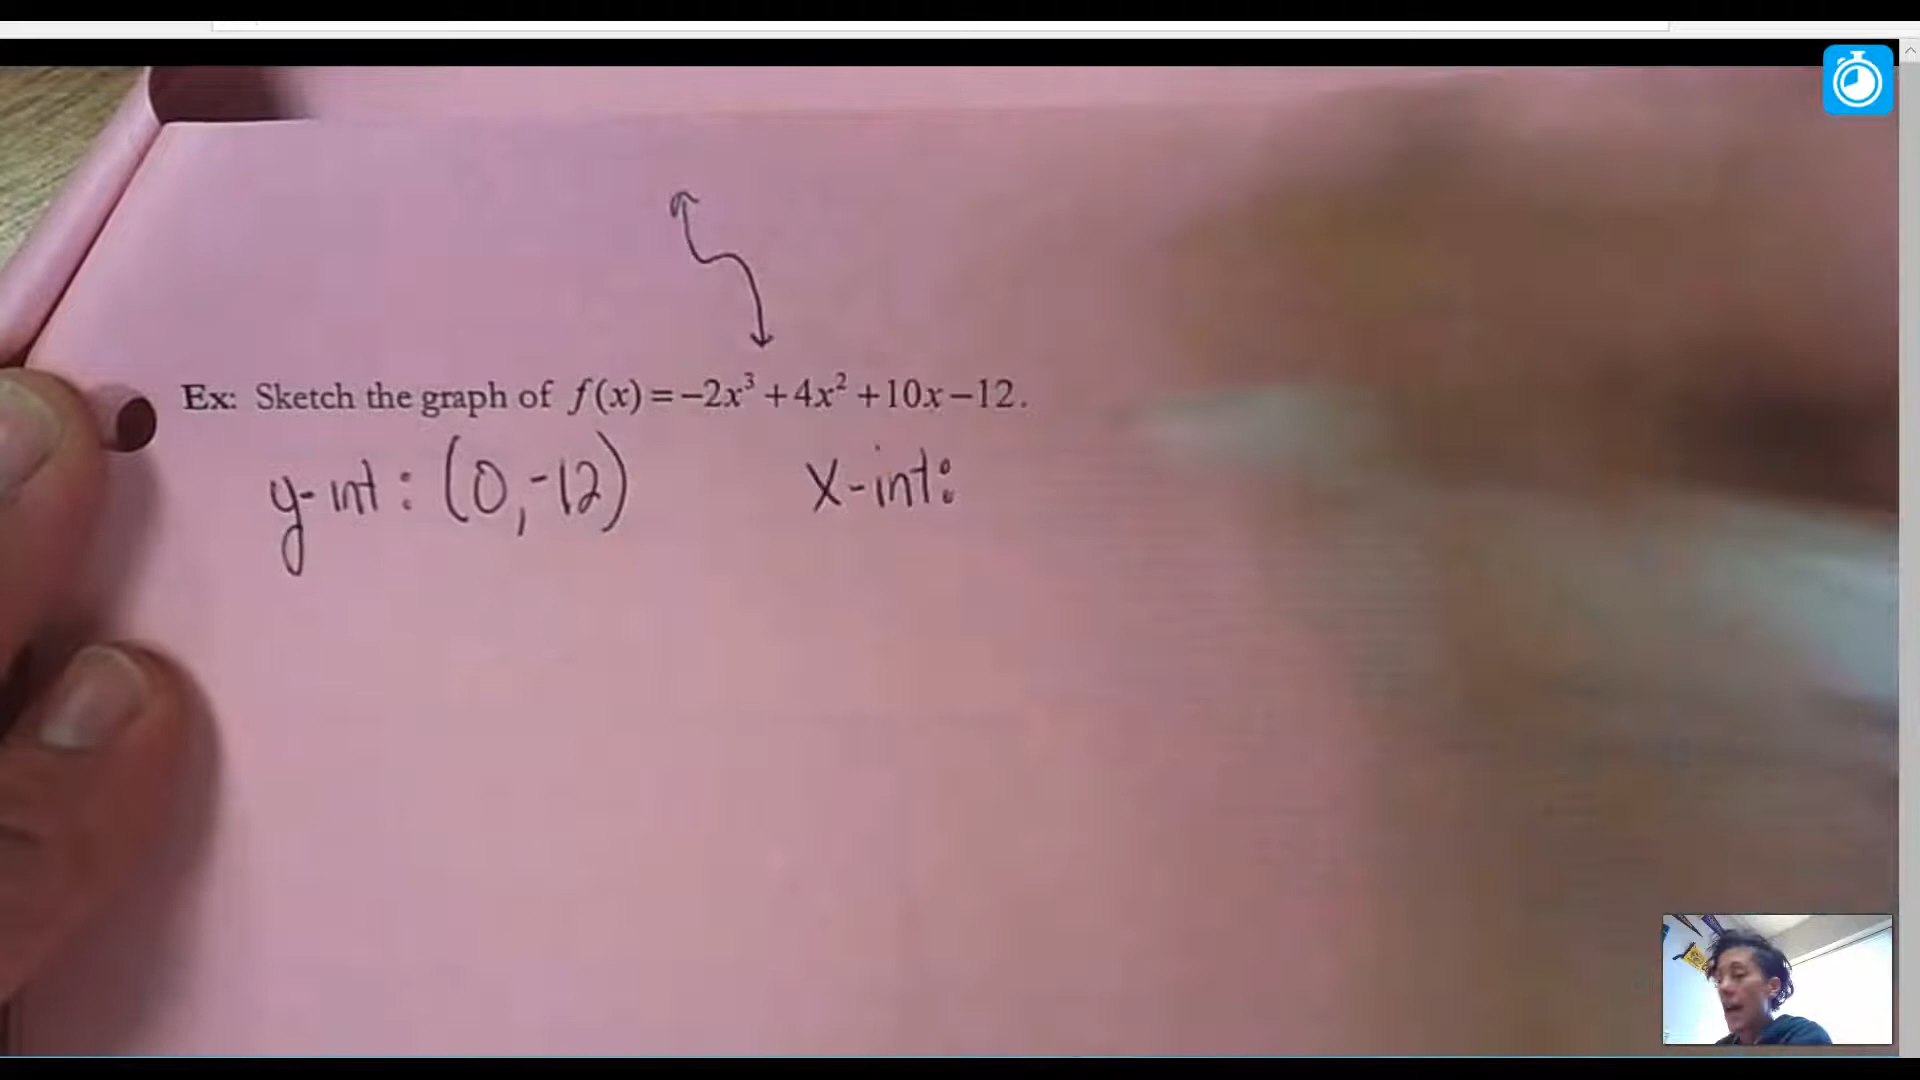 Ex: Sketch the graph of f(x)=−2x³+4x²+10x−12.
y-int: (0,-12) x-int: